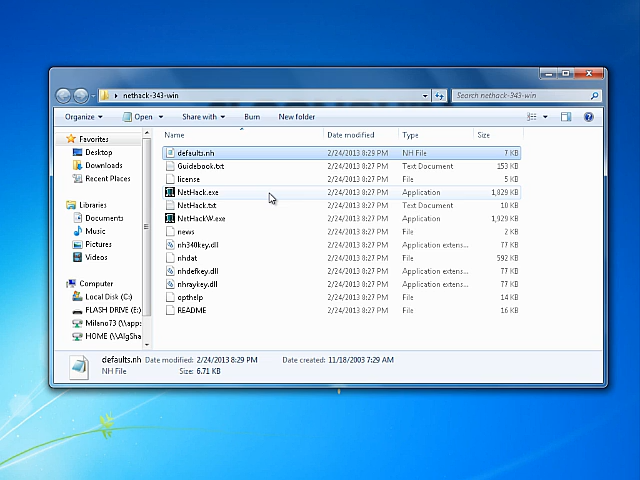 nethack-343-win
Search nethack-343-win
Organize Open Share with Burn New folder
Favorites
Desktop
Downloads
Recent Places
Libraries
Documents
Music
Pictures
Videos
Computer
Local Disk (C:)
FLASH DRIVE (E:)
Milano73 (\\apps
HOME (\\AlgSha
Name Date modified Type Size
defaults.nh 2/24/2013 8:29 PM NH File 7 KB
Guidebook.txt 2/24/2013 8:27 PM Text Document 153 KB
license 2/24/2013 8:27 PM File 5 KB
NetHack.exe 2/24/2013 8:27 PM Application 1,829 KB
NetHack.txt 2/24/2013 8:27 PM Text Document 10 KB
NetHackW.exe 2/24/2013 8:27 PM Application 1,929 KB
news 2/24/2013 8:27 PM File 2 KB
nh340key.dll 2/24/2013 8:27 PM Application extens... 77 KB
nhdat 2/24/2013 8:27 PM File 592 KB
nhdefkey.dll 2/24/2013 8:27 PM Application extens... 77 KB
nhraykey.dll 2/24/2013 8:27 PM Application extens... 77 KB
opthelp 2/24/2013 8:27 PM File 14 KB
README 2/24/2013 8:27 PM File 16 KB
defaults.nh Date modified: 2/24/2013 8:29 PM Date created: 11/18/2003 7:29 AM
NH File Size: 6.71 KB